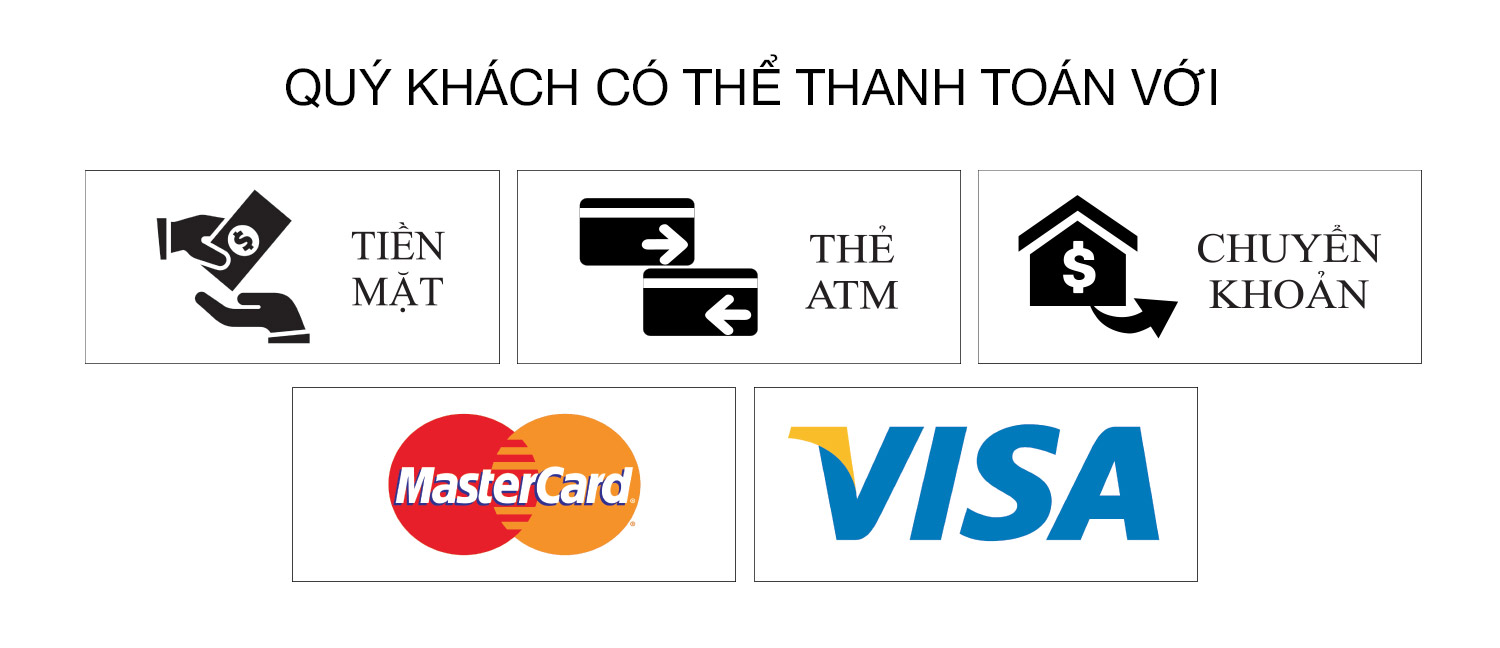 QUÝ KHÁCH CÓ THỂ THANH TOÁN VỚI
TIỀN
MẶT
THẺ
ATM
CHUYỂN
KHOẢN
MasterCard
VISA